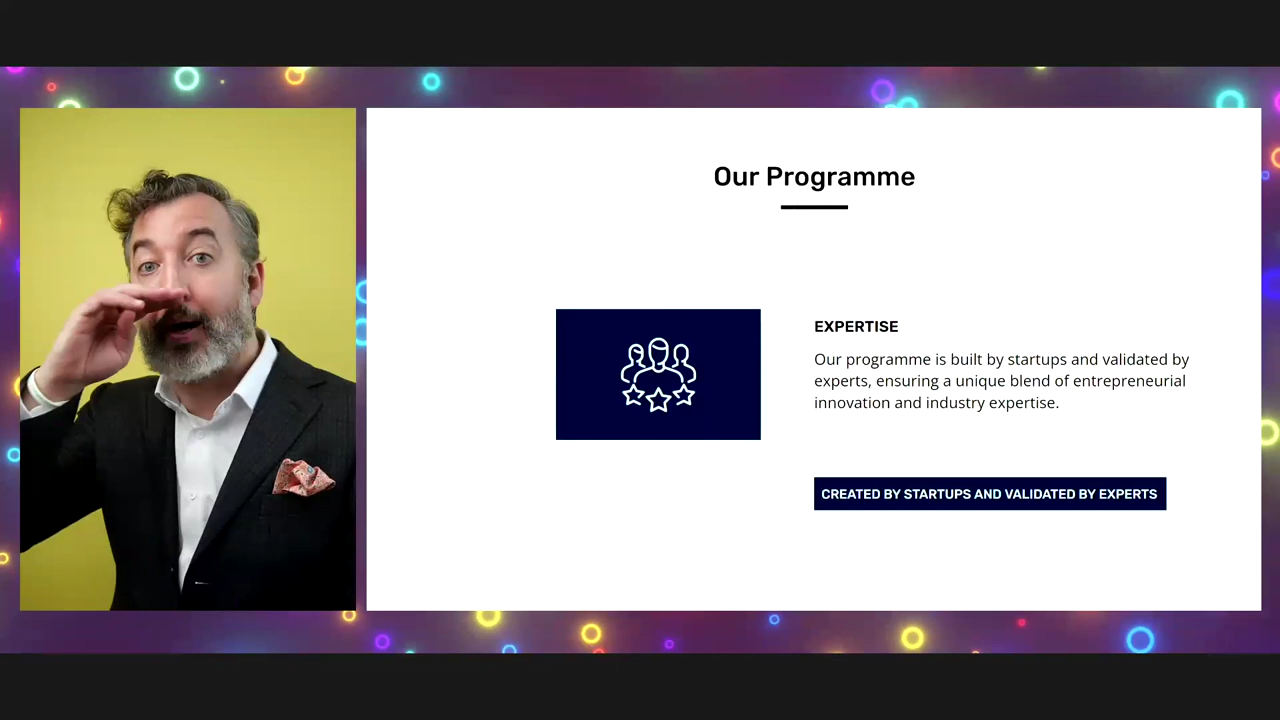 Our Programme
EXPERTISE
Our programme is built by startups and validated by
experts, ensuring a unique blend of entrepreneurial
innovation and industry expertise.
CREATED BY STARTUPS AND VALIDATED BY EXPERTS